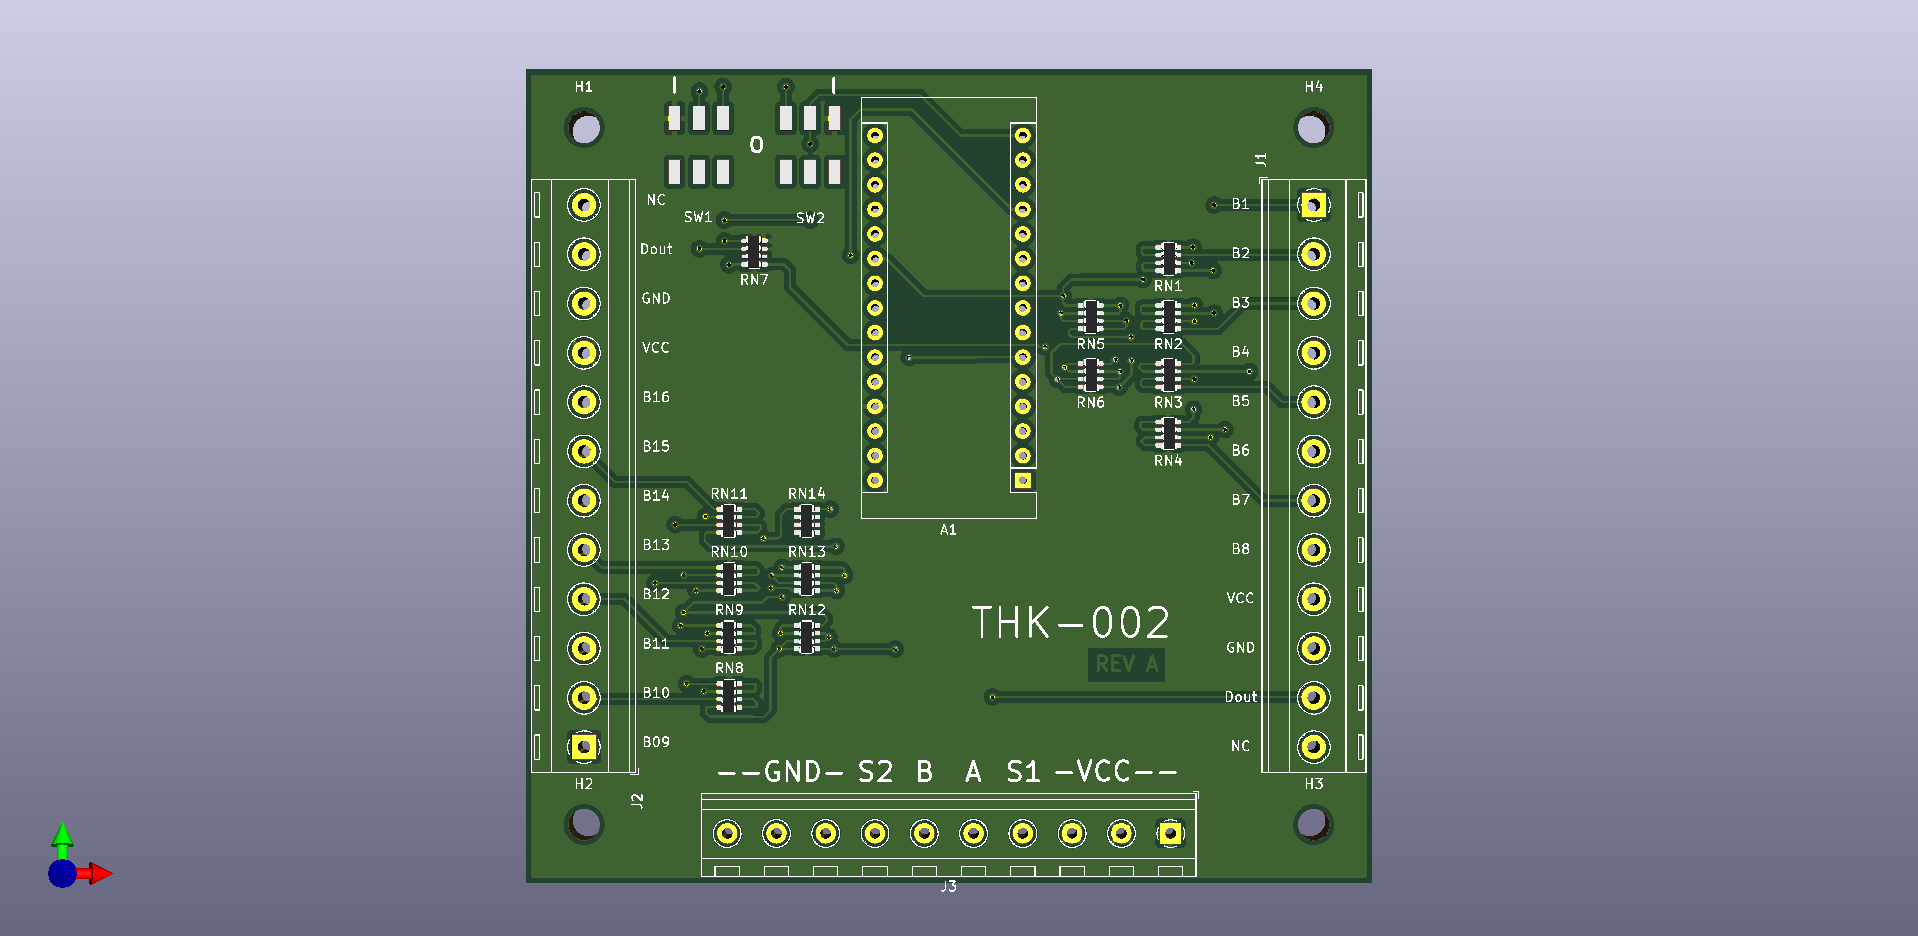 H1
H4
O
J1
NC
SW1
SW2
B1
Dout
RN7
B2
GND
RN1
B3
VCC
RN5
RN2
B4
B16
RN6
RN3
B5
B15
RN4
B6
B14
RN11
RN14
B7
A1
B13
RN10
RN13
B8
B12
RN9
RN12
VCC
THK-002
B11
GND
REV A
RN8
B10
Dout
B09
NC
--GND- S2 B A S1 -VCC--
H2
H3
J2
J3